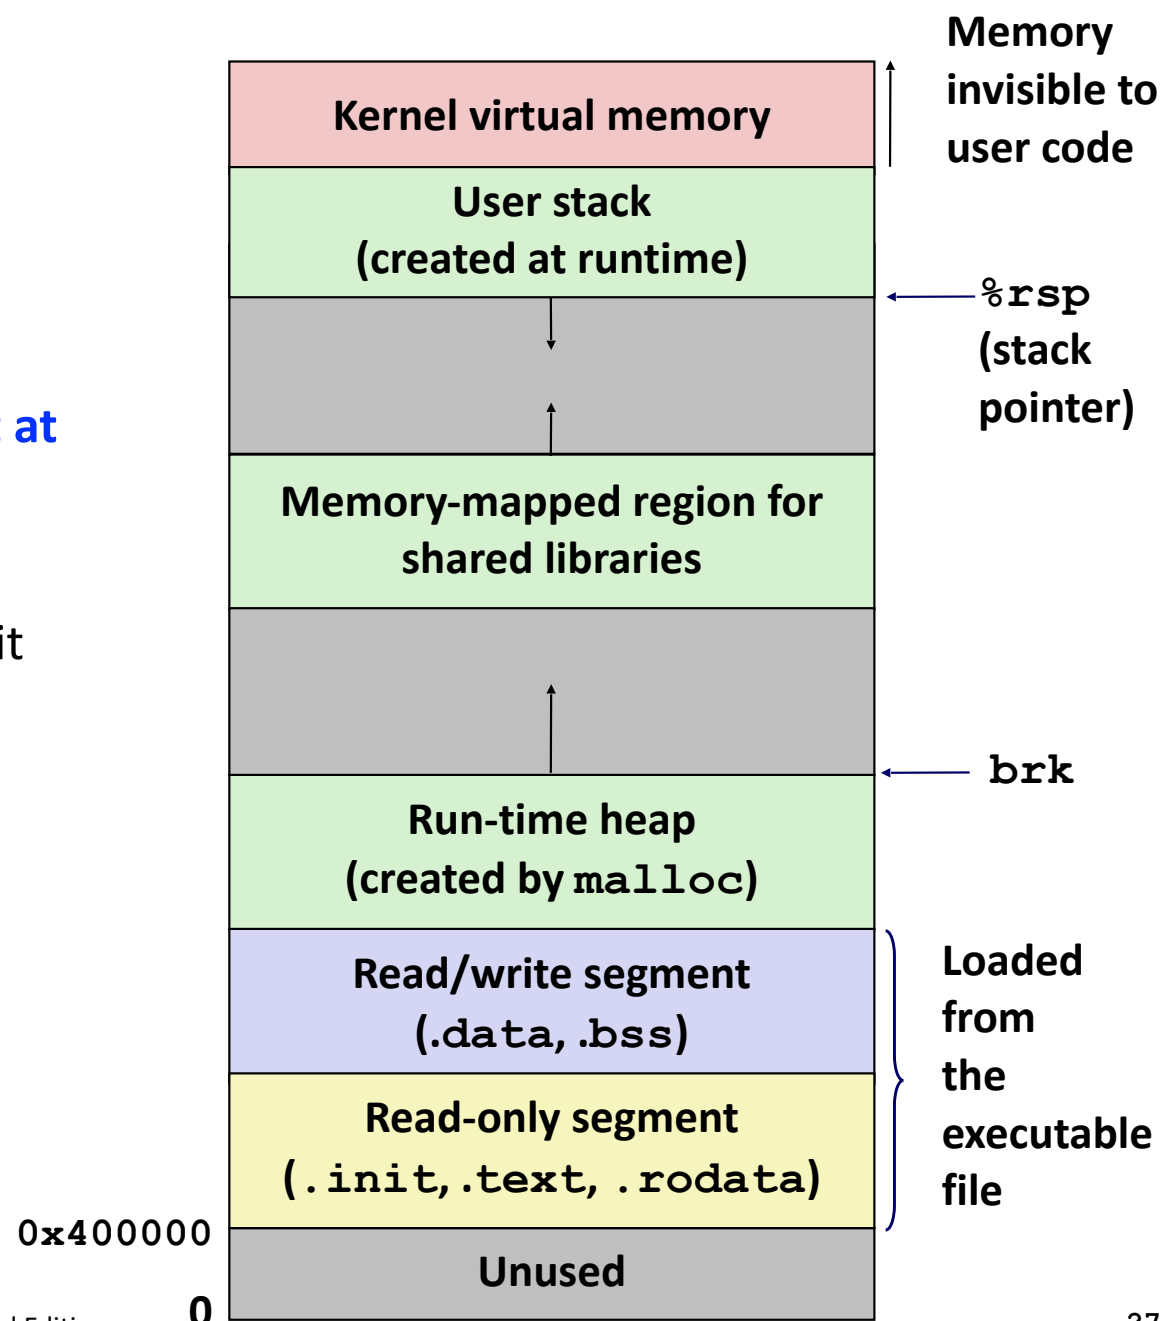 Memory
invisible to
user code
Kernel virtual memory
User stack
(created at runtime)
%rsp
(stack
pointer)
at
Memory-mapped region for
shared libraries
it
brk
Run-time heap
(created by malloc)
Read/write segment
(.data, .bss)
Loaded
from
the
executable
file
Read-only segment
(.init, .text, .rodata)
0x400000
Unused
0